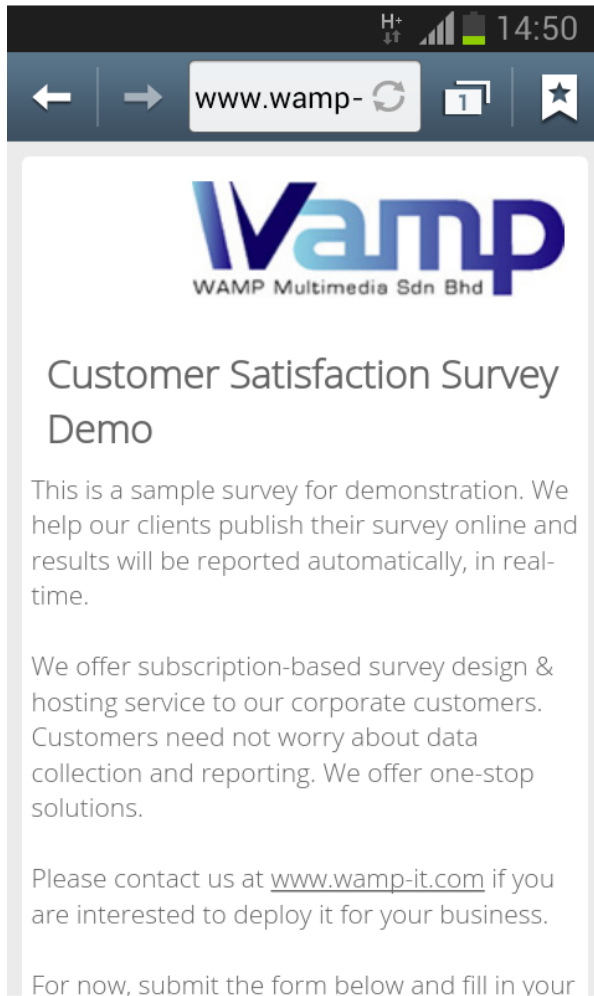 H+ 14:50
www.wamp- 1
Wamp
WAMP Multimedia Sdn Bhd
Customer Satisfaction Survey
Demo
This is a sample survey for demonstration. We
help our clients publish their survey online and
results will be reported automatically, in real-
time.
We offer subscription-based survey design &
hosting service to our corporate customers.
Customers need not worry about data
collection and reporting. We offer one-stop
solutions.
Please contact us at www.wamp-it.com if you
are interested to deploy it for your business.
For now, submit the form below and fill in your